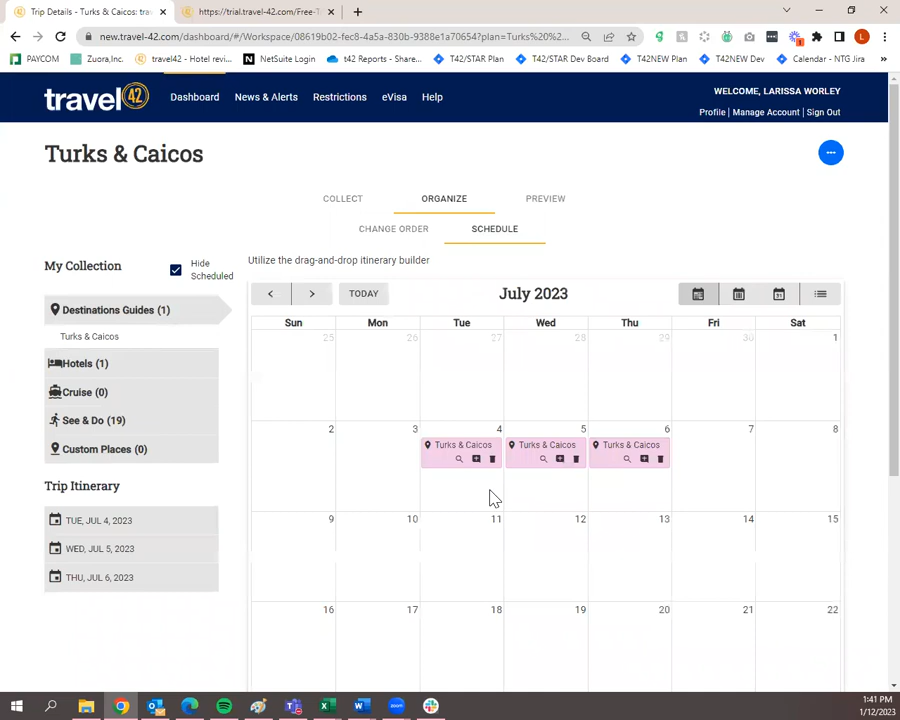 Trip Details - Turks & Caicos: tra
https://trial.travel-42.com/Free-T
new.travel-42.com/dashboard/#/Workspace/08619b02-fec8-4a5a-830b-9388e1a70654?plan=Turks%20%2...
PAYCOM
Zuora,Inc.
travel42 - Hotel revi...
NetSuite Login
t42 Reports - Share...
T42/STAR Plan
T42/STAR Dev Board
T42NEW Plan
T42NEW Dev
Calendar - NTG Jira
»
travel 42
Dashboard
News & Alerts
Restrictions
eVisa
Help
WELCOME, LARISSA WORLEY
Profile | Manage Account | Sign Out
Turks & Caicos
COLLECT
ORGANIZE
PREVIEW
CHANGE ORDER
SCHEDULE
My Collection
Hide
Scheduled
Utilize the drag-and-drop itinerary builder
Destinations Guides (1)
Turks & Caicos
Hotels (1)
Cruise (0)
See & Do (19)
Custom Places (0)
Trip Itinerary
TUE, JUL 4, 2023
WED, JUL 5, 2023
THU, JUL 6, 2023
< > TODAY
July 2023
Sun Mon Tue Wed Thu Fri Sat
25 26 27 28 29 30 1
2 3 4 5 6 7 8
Turks & Caicos Turks & Caicos Turks & Caicos
9 10 11 12 13 14 15
16 17 18 19 20 21 22
1:41 PM
1/12/2023